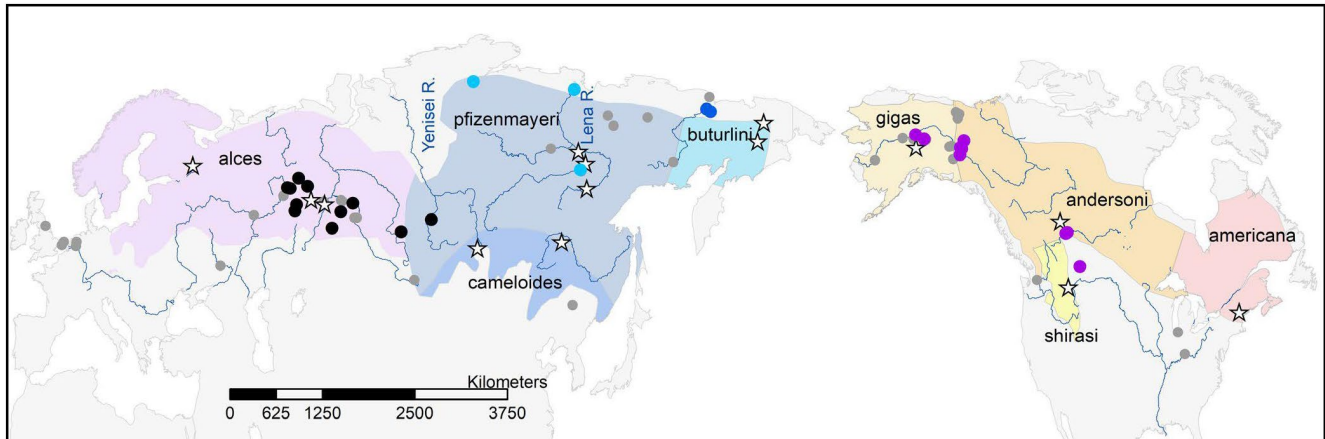 Yenisei R.
pfizenmayeri
Lena R.
buturlini
alces
cameloides
gigas
andersoni
americana
shirasi
Kilometers
0 625 1250 2500 3750